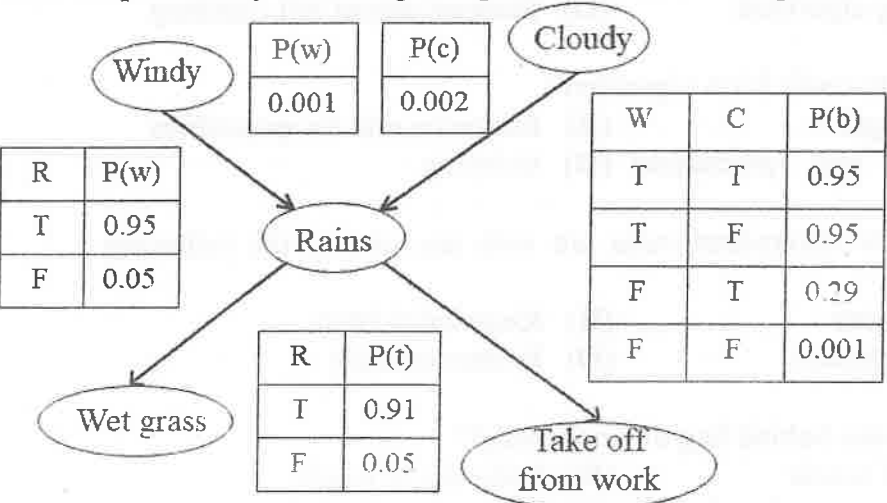 Windy
P(w)
0.001
P(c)
0.002
Cloudy
W C P(b)
T T 0.95
T F 0.95
F T 0.29
F F 0.001
R P(w)
T 0.95
F 0.05
Rains
R P(t)
T 0.91
F 0.05
Wet grass
Take off
from work